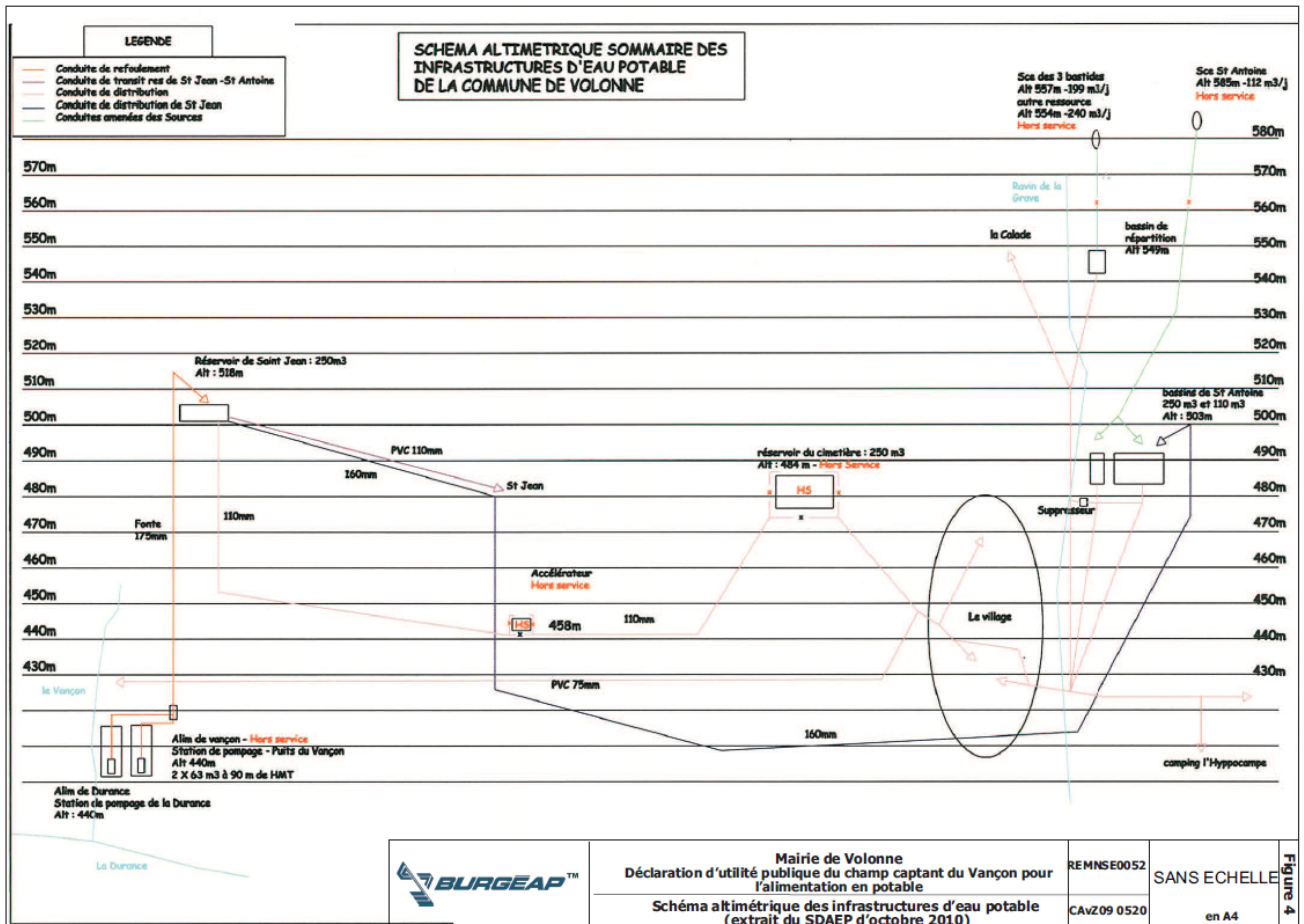 LEGENDE
Conduite de refoulement
Conduite de transit res de St Jean -St Antoine
Conduite de distribution
Conduite de distribution de St Jean
Conduites amenées des Sources
SCHEMA ALTIMETRIQUE SOMMAIRE DES
INFRASTRUCTURES D'EAU POTABLE
DE LA COMMUNE DE VOLONNE
Sce des 3 bastides
Alt 557m -199 m3/j
autre ressource
Alt 554m -240 m3/j
Hors service
Sce St Antoine
Alt 585m -112 m3/j
Hors service
580m
570m
570m
Ravin de la
Grave
560m
560m
la Calade
bassin de
répartition
Alt 549m
550m
550m
540m
540m
530m
530m
520m
520m
Réservoir de Saint Jean : 250m3
Alt : 518m
510m
510m
bassins de St Antoine
250 m3 et 110 m3
Alt : 503m
500m
500m
PVC 110mm
160mm
réservoir du cimetière : 250 m3
Alt : 484 m - Hors Service
HS
490m
490m
St Jean
480m
480m
Suppresseur
Fonte
175mm
110mm
470m
470m
460m
460m
Accélérateur
Hors service
HS
458m
110mm
450m
450m
Le village
440m
440m
430m
430m
le Vançon
PVC 75mm
160mm
Alim de vançon - Hors service
Station de pompage - Puits du Vançon
Alt 440m
2 X 63 m3 à 90 m de HMT
camping l'Hyppocampe
Alim de Durance
Station de pompage de la Durance
Alt : 440m
La Durance
BURGEAP™
Mairie de Volonne
Déclaration d'utilité publique du champ captant du Vançon pour
l'alimentation en potable
Schéma altimétrique des infrastructures d'eau potable
(extrait du SDAEP d'octobre 2010)
REMNSE0052
CAvZ09 0520
SANS ECHELLE
en A4
Figure 4